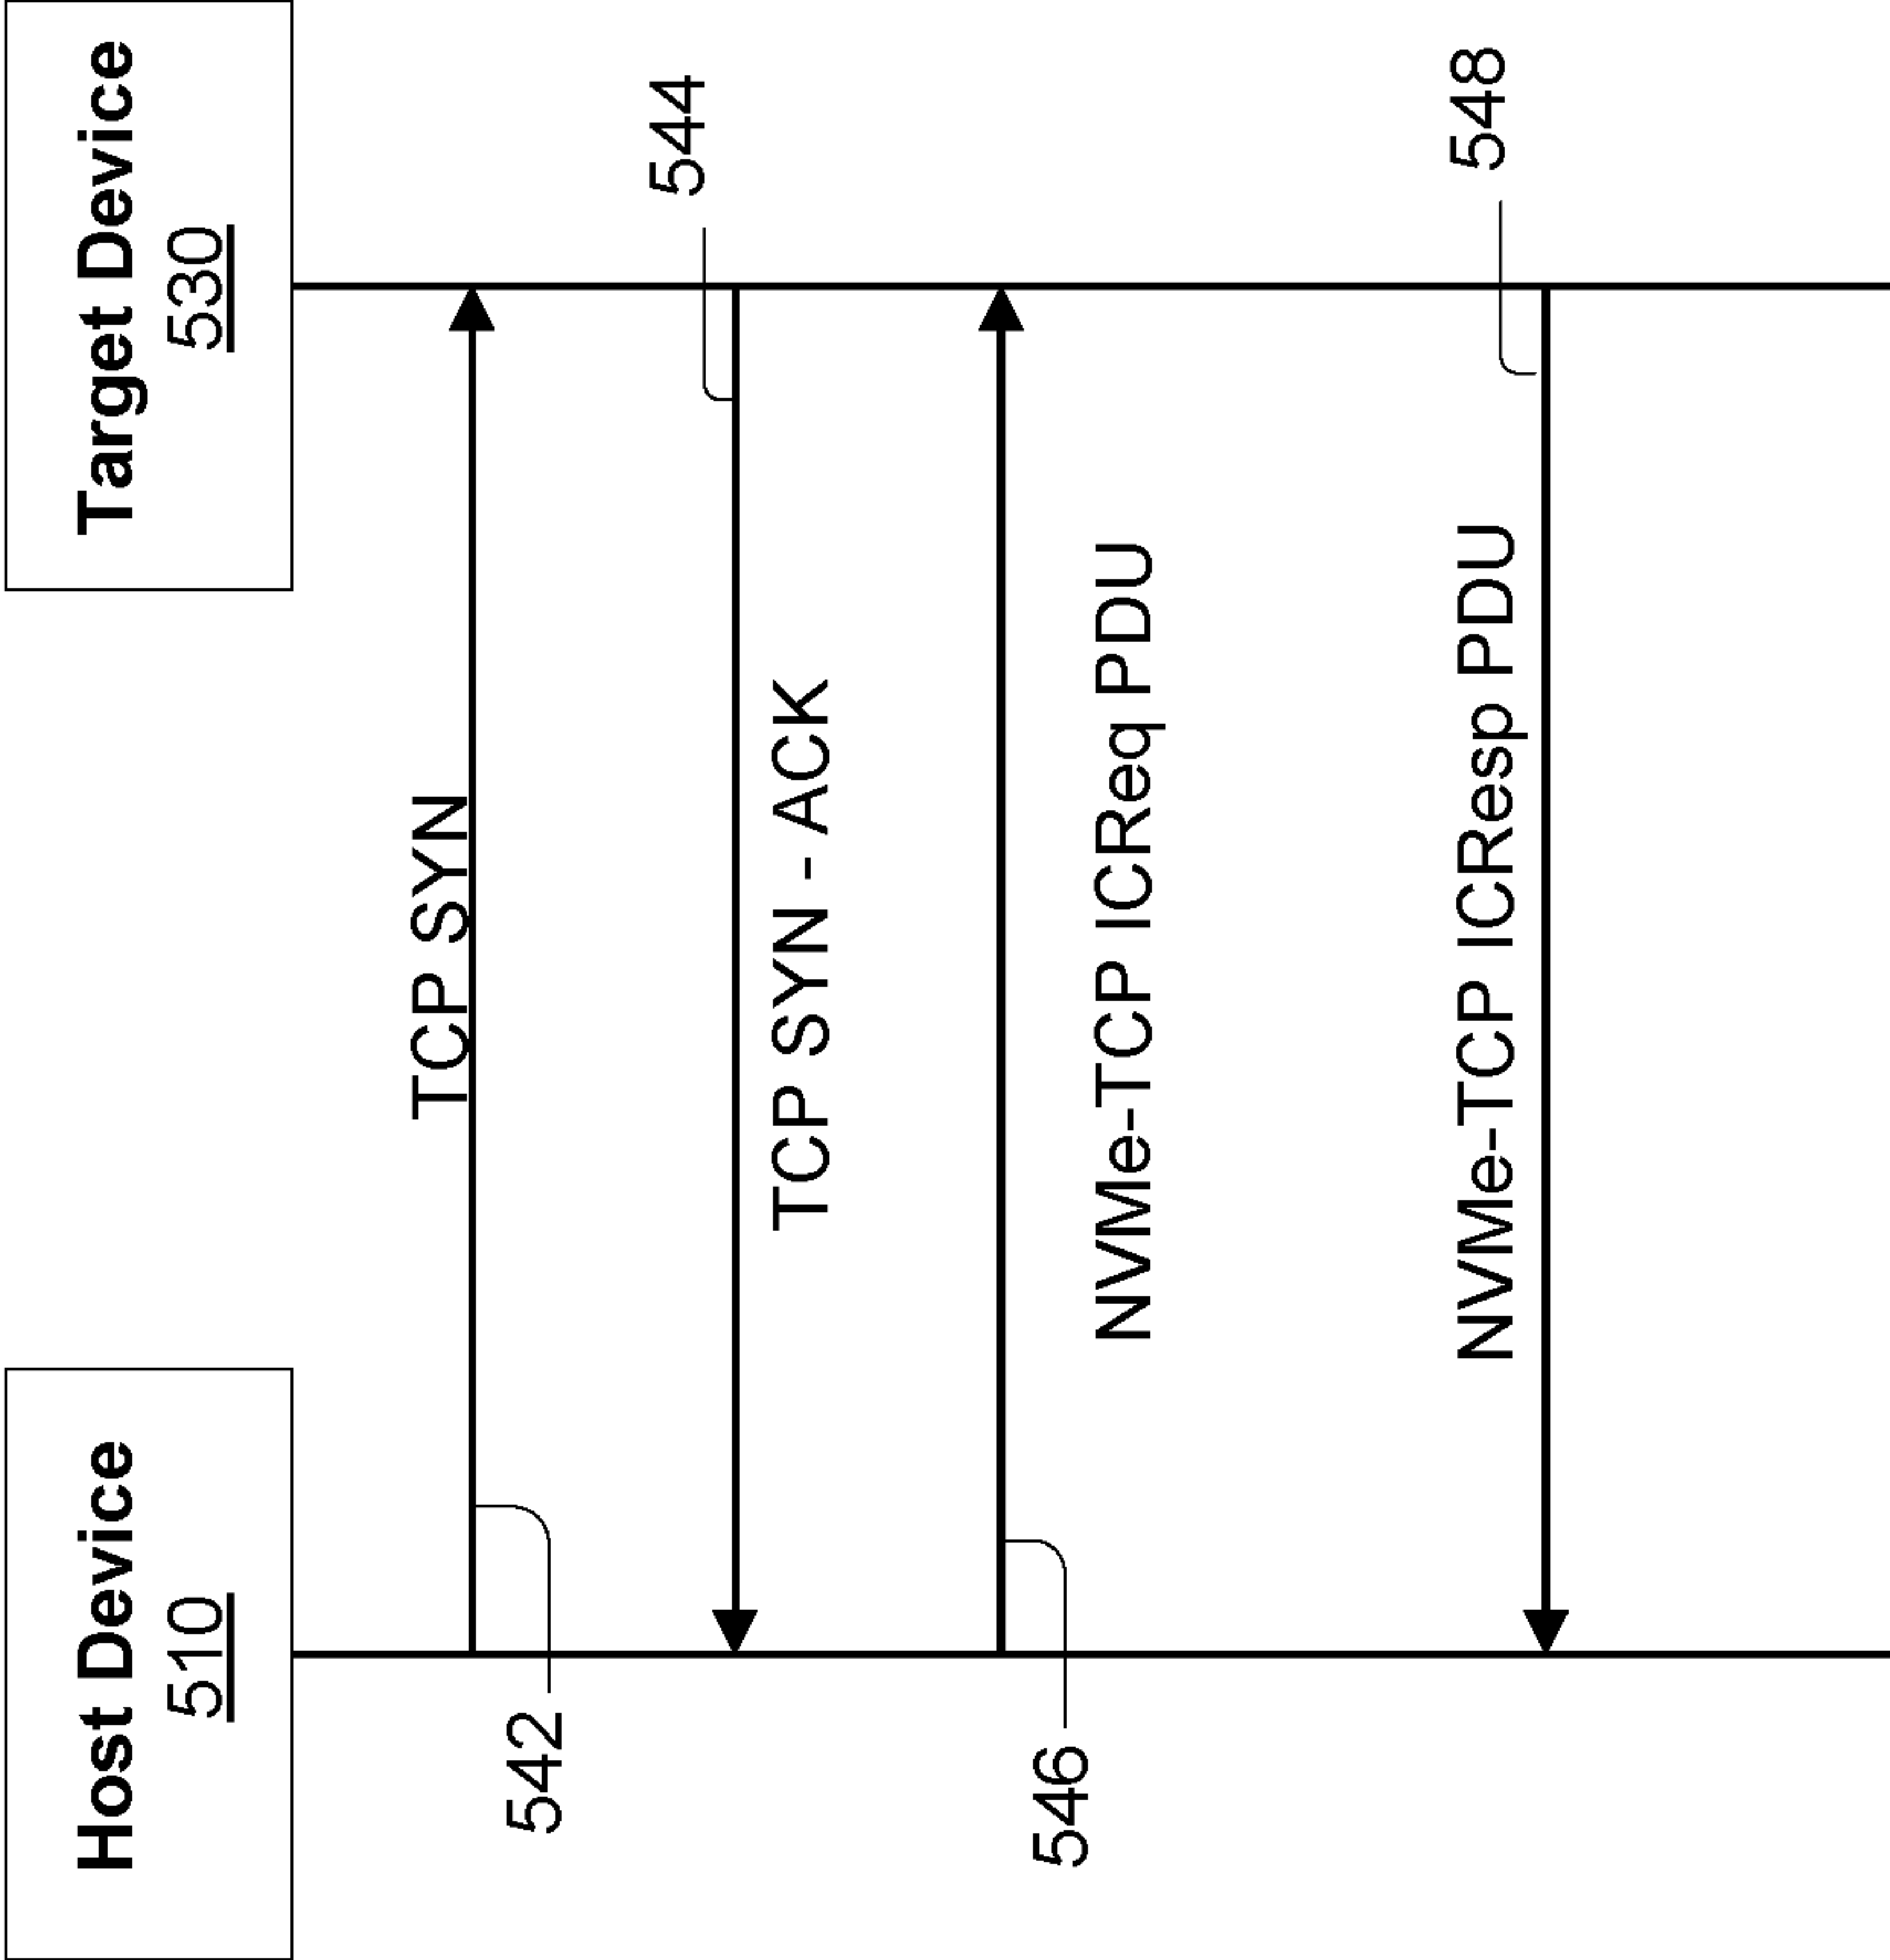 Host Device
510
Target Device
530
TCP SYN
542
544
TCP SYN - ACK
546
NVMe-TCP ICReq PDU
548
NVMe-TCP ICResp PDU